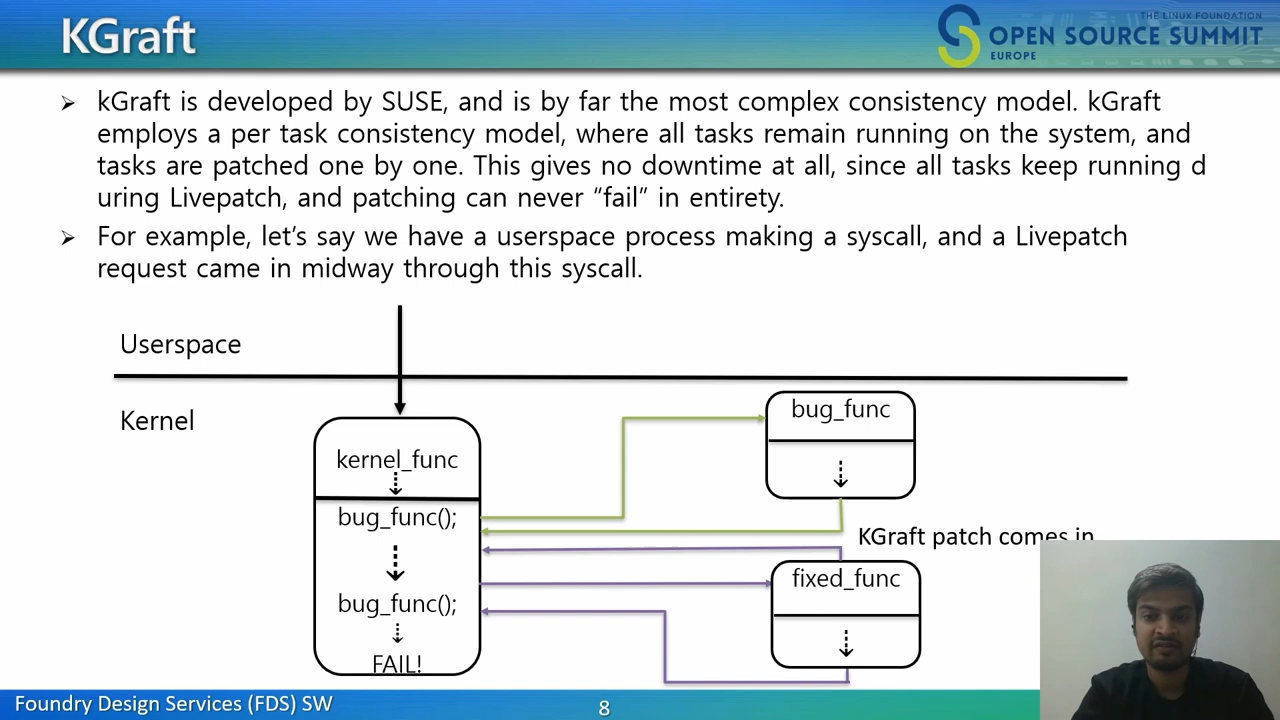 KGraft
THE LINUX FOUNDATION
OPEN SOURCE SUMMIT
EUROPE
kGraft is developed by SUSE, and is by far the most complex consistency model. kGraft
employs a per task consistency model, where all tasks remain running on the system, and
tasks are patched one by one. This gives no downtime at all, since all tasks keep running d
uring Livepatch, and patching can never “fail” in entirety.
For example, let’s say we have a userspace process making a syscall, and a Livepatch
request came in midway through this syscall.
Userspace
Kernel
bug_func
kernel_func
bug_func();
KGraft patch comes in
fixed_func
bug_func();
FAIL!
Foundry Design Services (FDS) SW
8